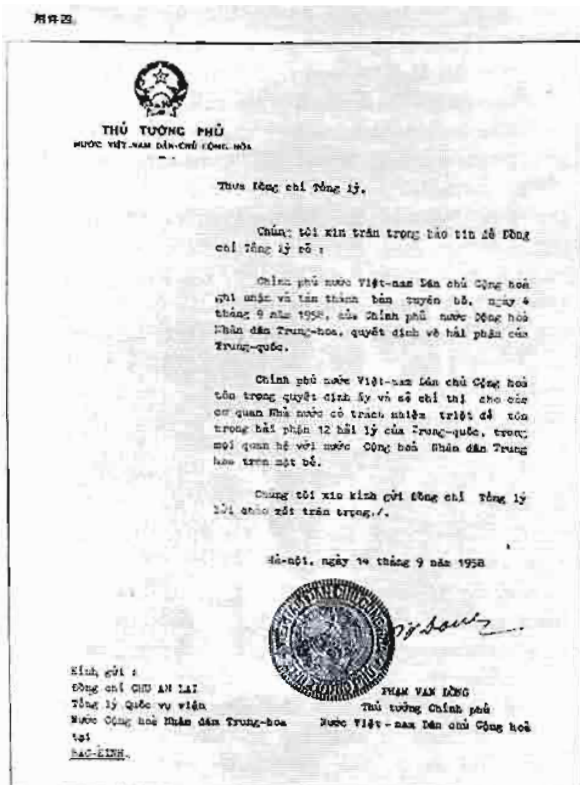 附件四
THỦ TƯỚNG PHỦ
NƯỚC VIỆT-NAM DÂN-CHỦ CỘNG HÒA
Thưa Đồng chí Tổng lý,
Chúng tôi xin trân trọng báo tin để Đồng
chí Tổng lý rõ :
Chính phủ nước Việt-nam Dân chủ Cộng hoà
ghi nhận và tán thành bản tuyên bố, ngày 4
tháng 9 năm 1958, của Chính phủ nước Cộng hoà
Nhân dân Trung-hoa, quyết định về hải phận của
Trung-quốc.
Chính phủ nước Việt-nam Dân chủ Cộng hoà
tôn trọng quyết định ấy và sẽ chỉ thị cho các
cơ quan Nhà nước có trách nhiệm triệt để tôn
trọng hải phận 12 hải lý của Trung-quốc, trong
mọi quan hệ với nước Cộng hoà Nhân dân Trung
hoa trên mặt bể.
Chúng tôi xin kính gửi Đồng chí Tổng lý
lời chào rất trân trọng./.
Hà-nội, ngày 14 tháng 9 năm 1958
Kính gửi :
Đồng chí CHU AN LAI
Tổng lý Quốc vụ viện
Nước Cộng hoà Nhân dân Trung-hoa
tại
BẮC-KINH.
PHẠM VĂN ĐỒNG
Thủ tướng Chính phủ
Nước Việt-nam Dân chủ Cộng hoà